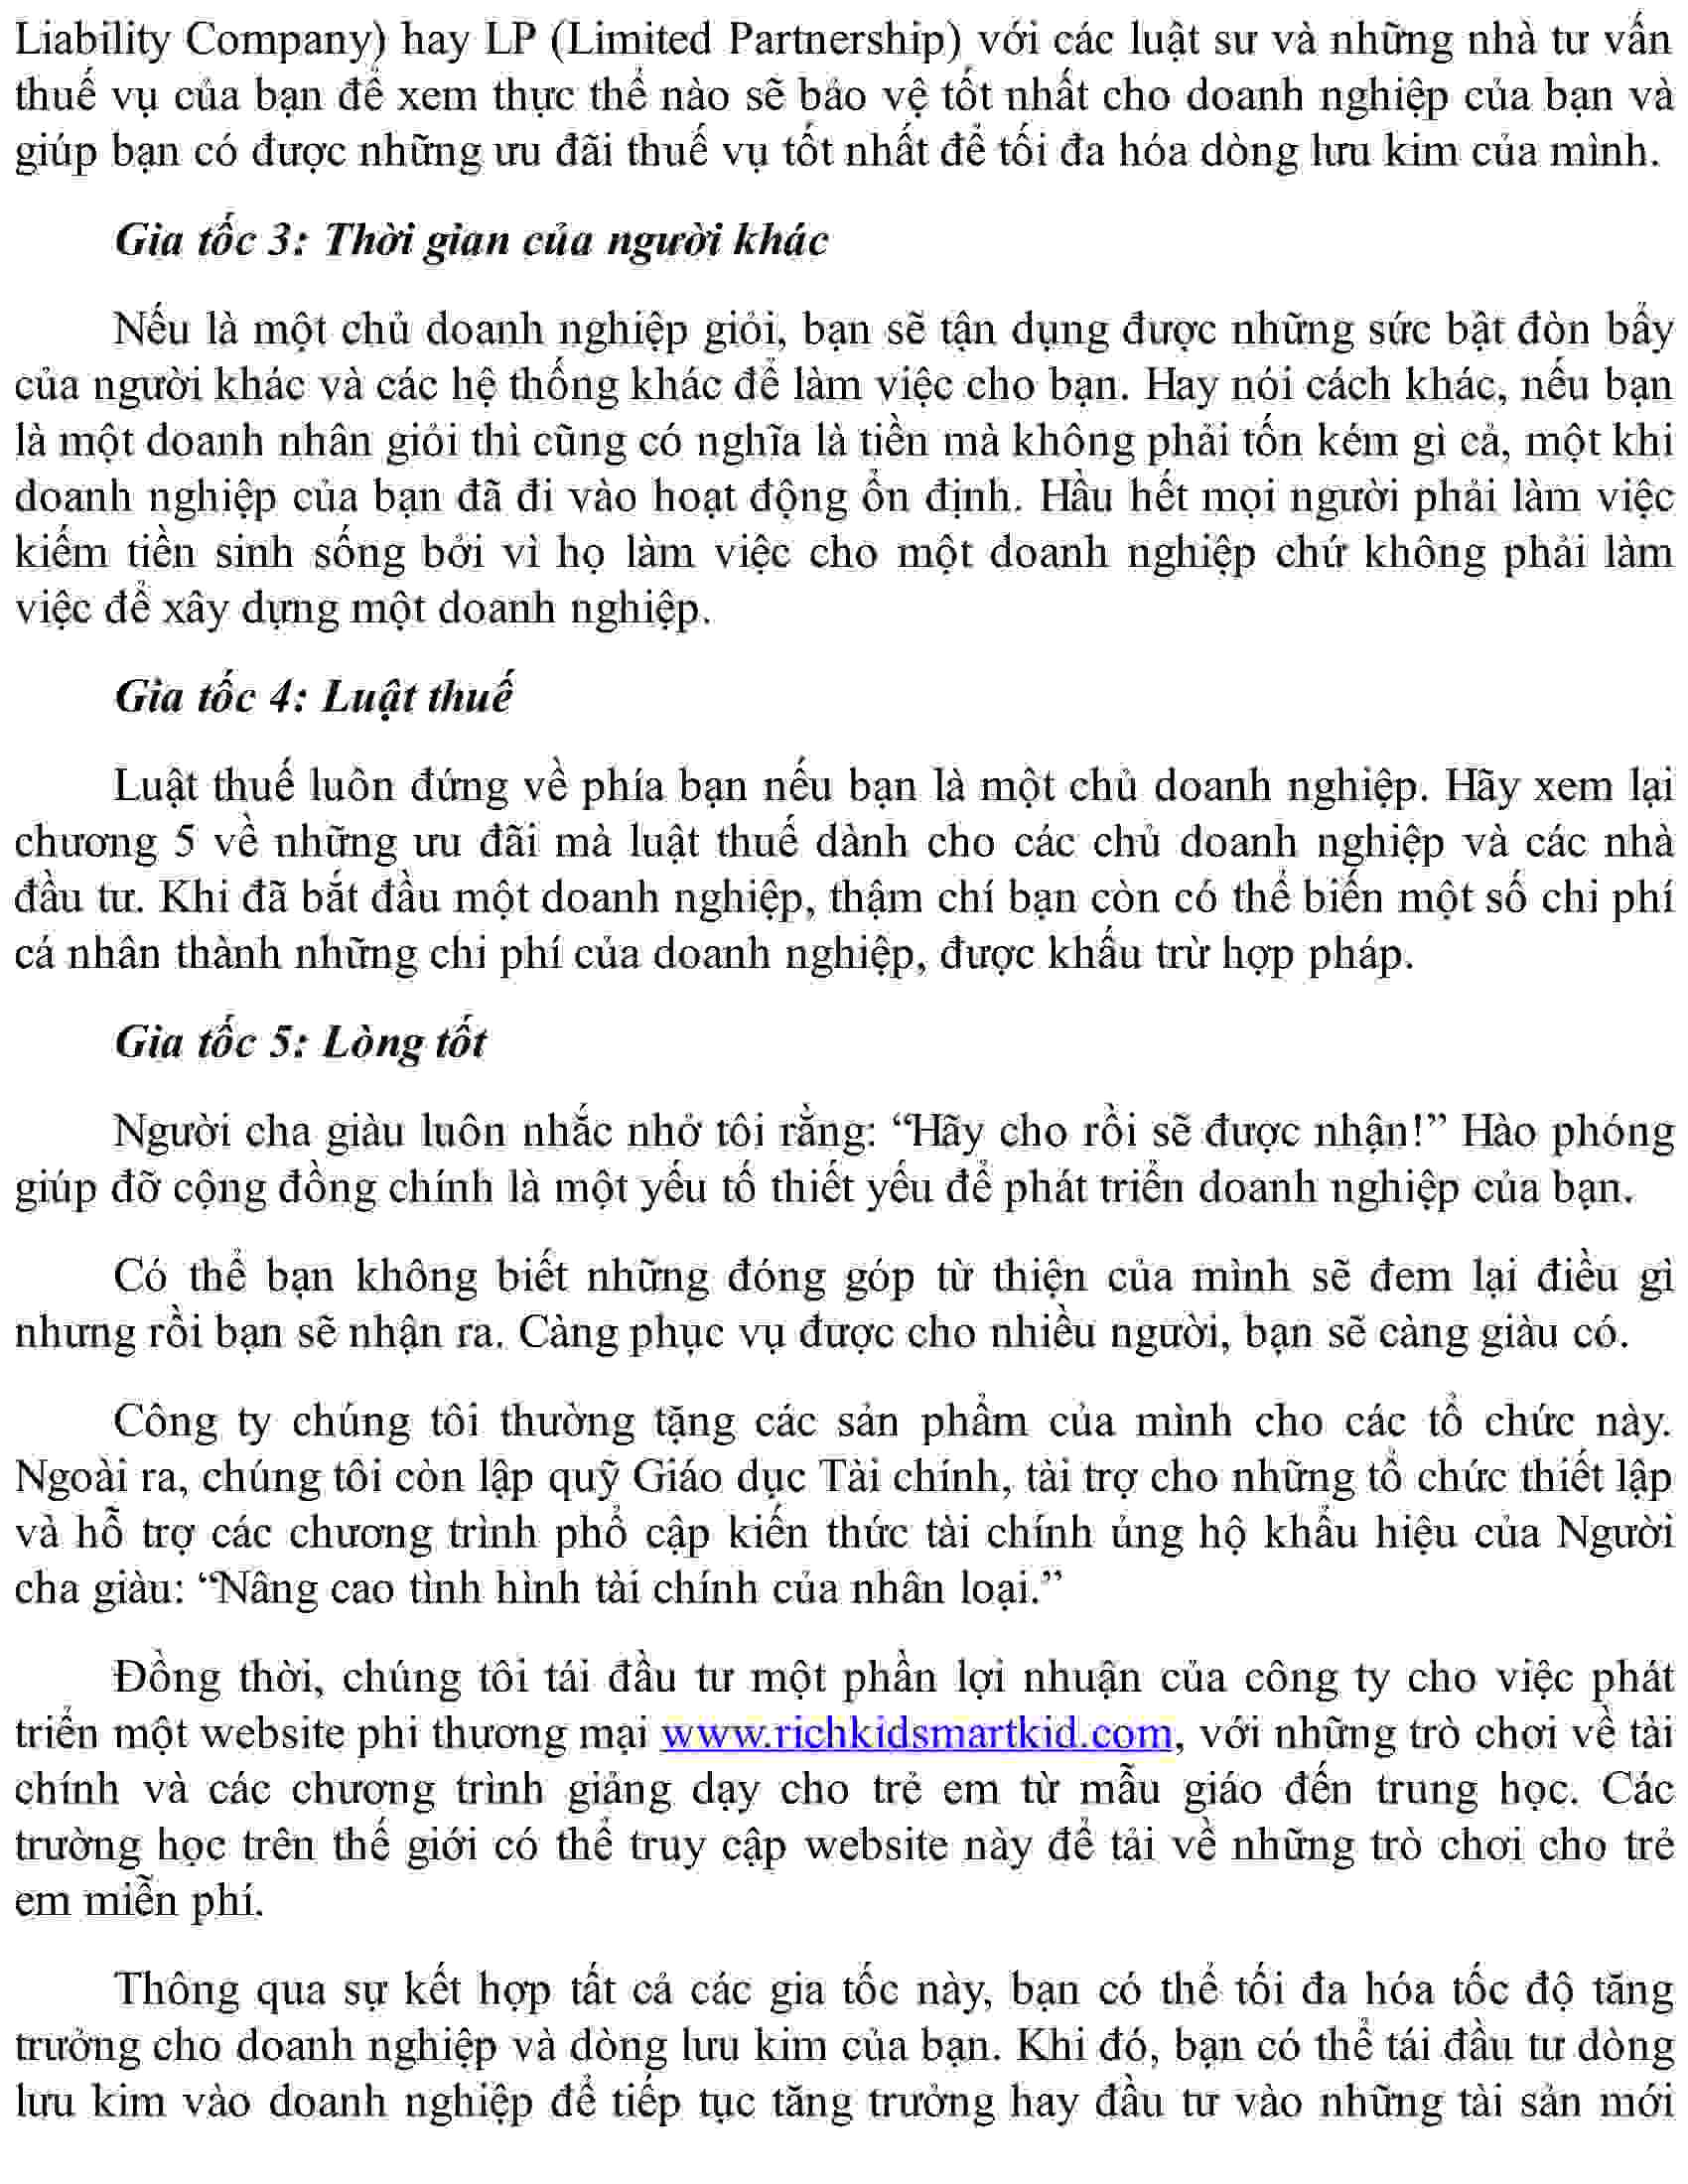 Liability Company) hay LP (Limited Partnership) với các luật sư và những nhà tư vấn
thuế vụ của bạn để xem thực thể nào sẽ bảo vệ tốt nhất cho doanh nghiệp của bạn và
giúp bạn có được những ưu đãi thuế vụ tốt nhất để tối đa hóa dòng lưu kim của mình.
Gia tốc 3: Thời gian của người khác
Nếu là một chủ doanh nghiệp giỏi, bạn sẽ tận dụng được những sức bật đòn bẩy
của người khác và các hệ thống khác để làm việc cho bạn. Hay nói cách khác, nếu bạn
là một doanh nhân giỏi thì cũng có nghĩa là tiền mà không phải tốn kém gì cả, một khi
doanh nghiệp của bạn đã đi vào hoạt động ổn định. Hầu hết mọi người phải làm việc
kiếm tiền sinh sống bởi vì họ làm việc cho một doanh nghiệp chứ không phải làm
việc để xây dựng một doanh nghiệp.
Gia tốc 4: Luật thuế
Luật thuế luôn đứng về phía bạn nếu bạn là một chủ doanh nghiệp. Hãy xem lại
chương 5 về những ưu đãi mà luật thuế dành cho các chủ doanh nghiệp và các nhà
đầu tư. Khi đã bắt đầu một doanh nghiệp, thậm chí bạn còn có thể biến một số chi phí
cá nhân thành những chi phí của doanh nghiệp, được khấu trừ hợp pháp.
Gia tốc 5: Lòng tốt
Người cha giàu luôn nhắc nhở tôi rằng: “Hãy cho rồi sẽ được nhận!” Hào phóng
giúp đỡ cộng đồng chính là một yếu tố thiết yếu để phát triển doanh nghiệp của bạn.
Có thể bạn không biết những đóng góp từ thiện của mình sẽ đem lại điều gì
nhưng rồi bạn sẽ nhận ra. Càng phục vụ được cho nhiều người, bạn sẽ càng giàu có.
Công ty chúng tôi thường tặng các sản phẩm của mình cho các tổ chức này.
Ngoài ra, chúng tôi còn lập quỹ Giáo dục Tài chính, tài trợ cho những tổ chức thiết lập
và hỗ trợ các chương trình phổ cập kiến thức tài chính ủng hộ khẩu hiệu của Người
cha giàu: “Nâng cao tình hình tài chính của nhân loại.”
Đồng thời, chúng tôi tái đầu tư một phần lợi nhuận của công ty cho việc phát
triển một website phi thương mại www.richkidsmartkid.com, với những trò chơi về tài
chính và các chương trình giảng dạy cho trẻ em từ mẫu giáo đến trung học. Các
trường học trên thế giới có thể truy cập website này để tải về những trò chơi cho trẻ
em miễn phí.
Thông qua sự kết hợp tất cả các gia tốc này, bạn có thể tối đa hóa tốc độ tăng
trưởng cho doanh nghiệp và dòng lưu kim của bạn. Khi đó, bạn có thể tái đầu tư dòng
lưu kim vào doanh nghiệp để tiếp tục tăng trưởng hay đầu tư vào những tài sản mới